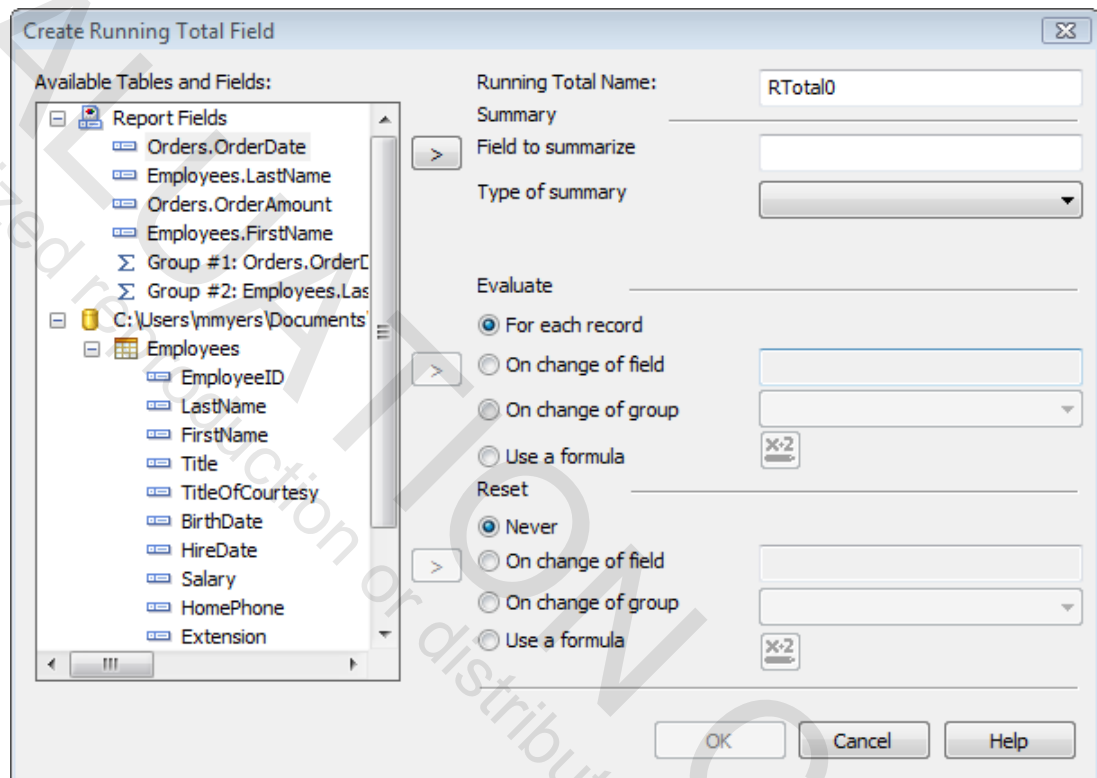 Create Running Total Field
Available Tables and Fields:
Report Fields
Orders.OrderDate
Employees.LastName
Orders.OrderAmount
Employees.FirstName
Σ Group #1: Orders.OrderD
Σ Group #2: Employees.Las
C:\Users\mmyers\Documents
Employees
EmployeeID
LastName
FirstName
Title
TitleOfCourtesy
BirthDate
HireDate
Salary
HomePhone
Extension
Running Total Name:
RTotal0
Summary
>
Field to summarize
Type of summary
Evaluate
For each record
>
On change of field
On change of group
Use a formula
X+2
Reset
Never
>
On change of field
On change of group
Use a formula
X+2
OK
Cancel
Help